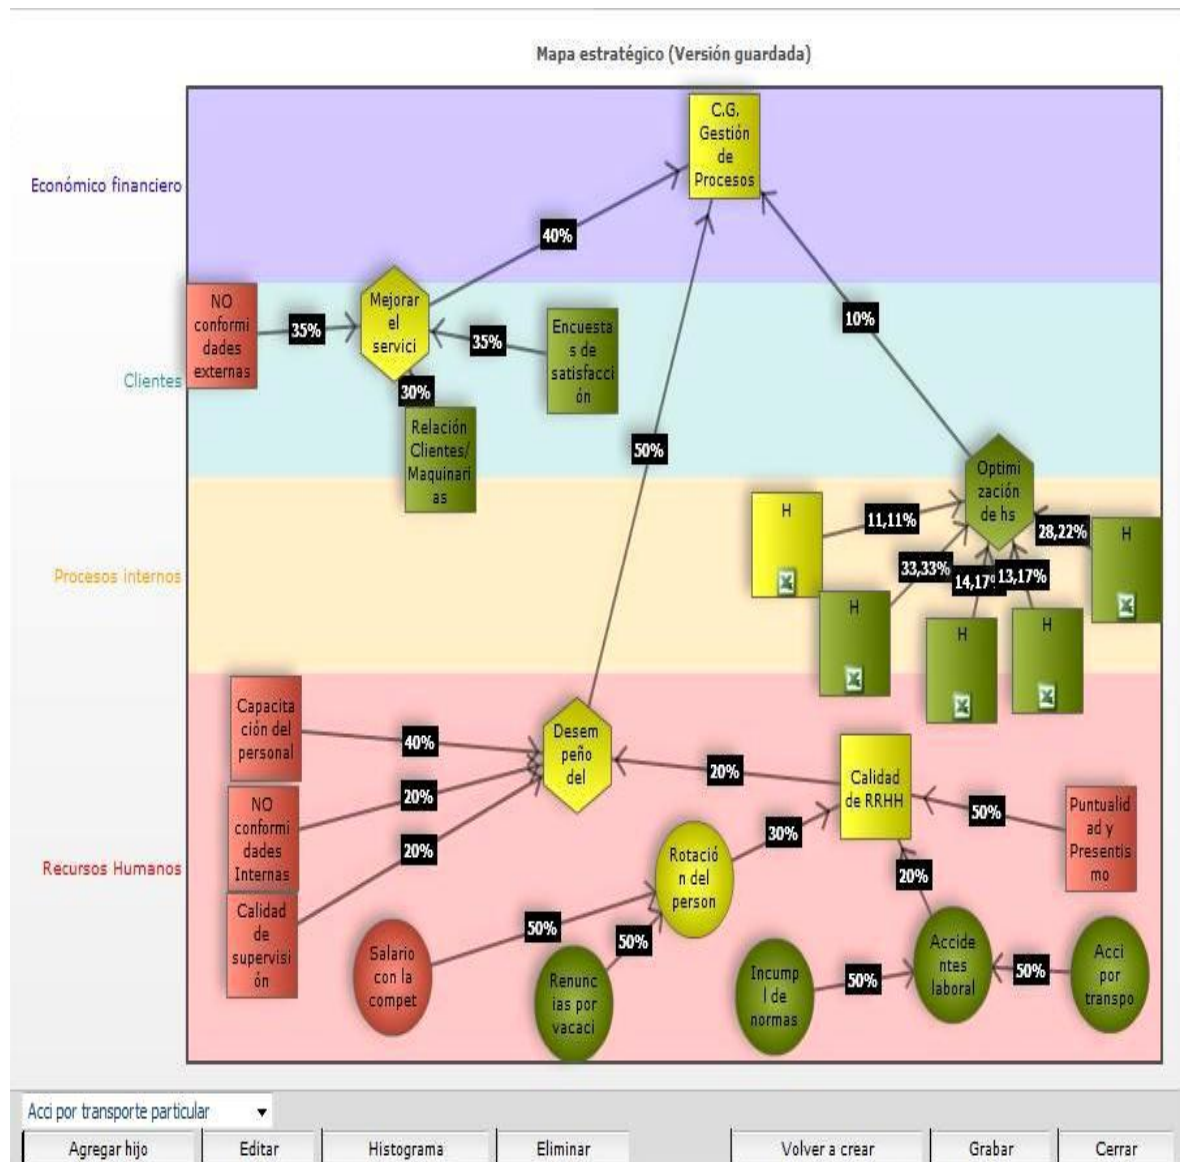 Mapa estratégico (Versión guardada)
C.G.
Gestión
de
Procesos
Económico financiero
40%
NO
conformi
dades
externas
35%
Mejorar
el
servici
35%
Encuesta
s de
satisfacci
ón
10%
Clientes
30%
Relación
Clientes/
Maquinari
as
50%
Optimi
zación
de hs
H
11,11%
28,22%
H
Procesos internos
33,33%
14,17%
13,17%
H
H
H
Capacita
ción del
personal
40%
Desem
peño
del
20%
Calidad
de RRHH
50%
Puntualid
ad y
Presentis
mo
NO
conformi
dades
Internas
20%
20%
30%
Rotació
n del
person
20%
Recursos Humanos
Calidad
de
supervisi
ón
50%
50%
Salario
con la
compet
Renunc
ias por
vacaci
Incump
l de
normas
50%
Accide
ntes
laboral
50%
Acci
por
transpo
Acci por transporte particular
Agregar hijo
Editar
Histograma
Eliminar
Volver a crear
Grabar
Cerrar